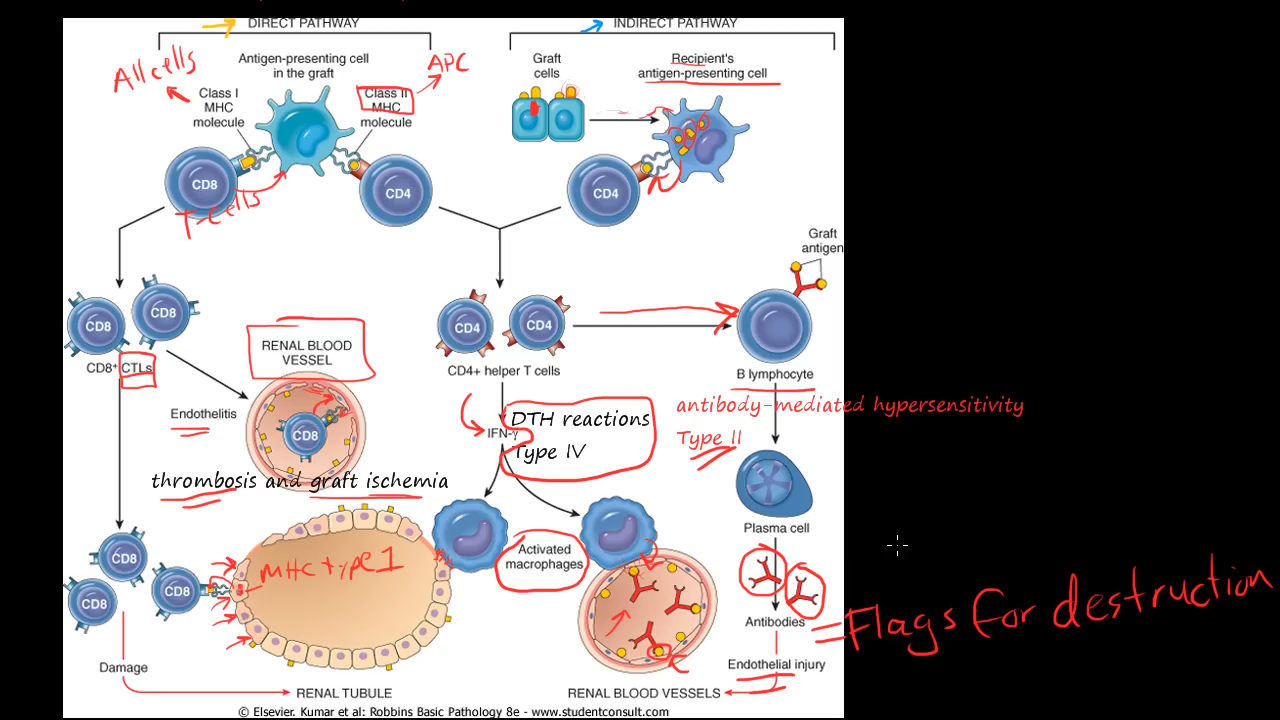 DIRECT PATHWAY
INDIRECT PATHWAY
All cells
Antigen-presenting cell
in the graft
APC
Class I
MHC
molecule
Class II
MHC
molecule
CD8
CD4
T-cells
Graft
cells
Recipient's
antigen-presenting cell
CD4
Graft
antigen
CD8
CD8
CD8+ CTLs
RENAL BLOOD
VESSEL
Endothelitis
CD8
CD4
CD4
CD4+ helper T cells
B lymphocyte
antibody-mediated hypersensitivity
Type II
IFN-γ
DTH reactions
Type IV
thrombosis and graft ischemia
Plasma cell
CD8
CD8
CD8
MHC type 1
Activated
macrophages
Antibodies
= Flags for destruction
Endothelial injury
Damage
RENAL TUBULE
RENAL BLOOD VESSELS
© Elsevier. Kumar et al: Robbins Basic Pathology 8e - www.studentconsult.com